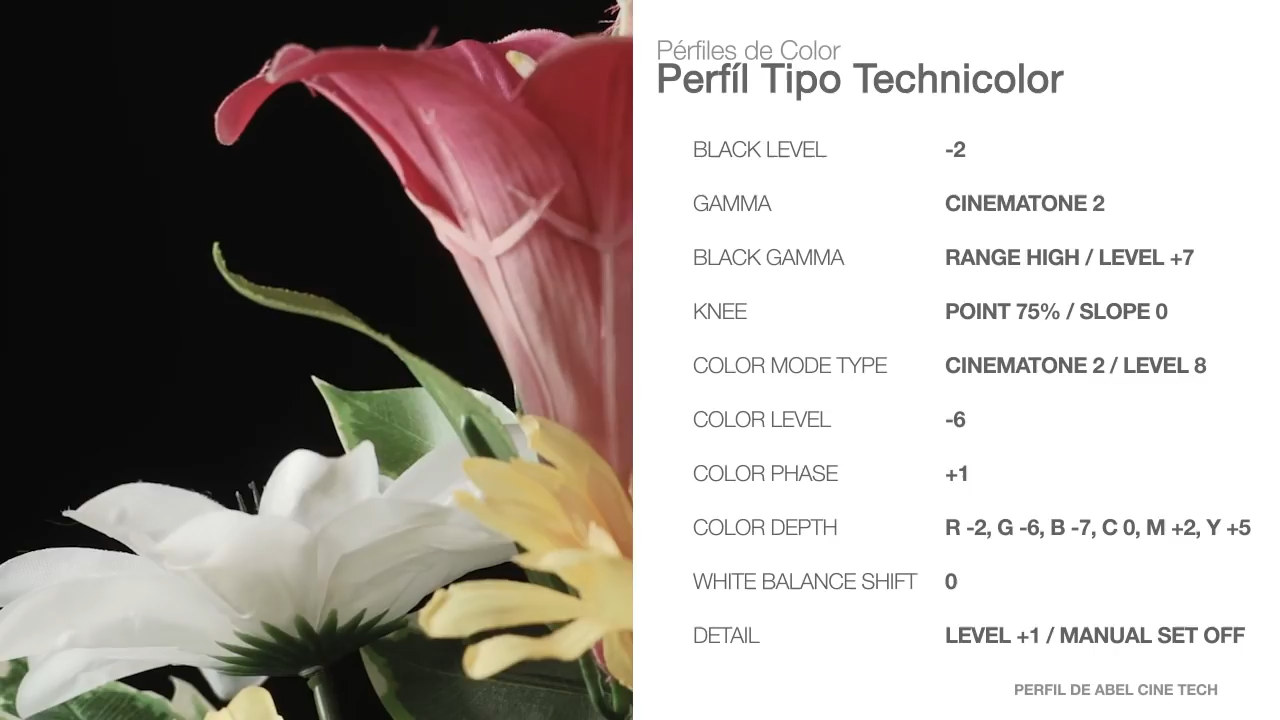 Pérfiles de Color
Perfíl Tipo Technicolor
BLACK LEVEL -2
GAMMA CINEMATONE 2
BLACK GAMMA RANGE HIGH / LEVEL +7
KNEE POINT 75% / SLOPE 0
COLOR MODE TYPE CINEMATONE 2 / LEVEL 8
COLOR LEVEL -6
COLOR PHASE +1
COLOR DEPTH R -2, G -6, B -7, C 0, M +2, Y +5
WHITE BALANCE SHIFT 0
DETAIL LEVEL +1 / MANUAL SET OFF
PERFIL DE ABEL CINE TECH